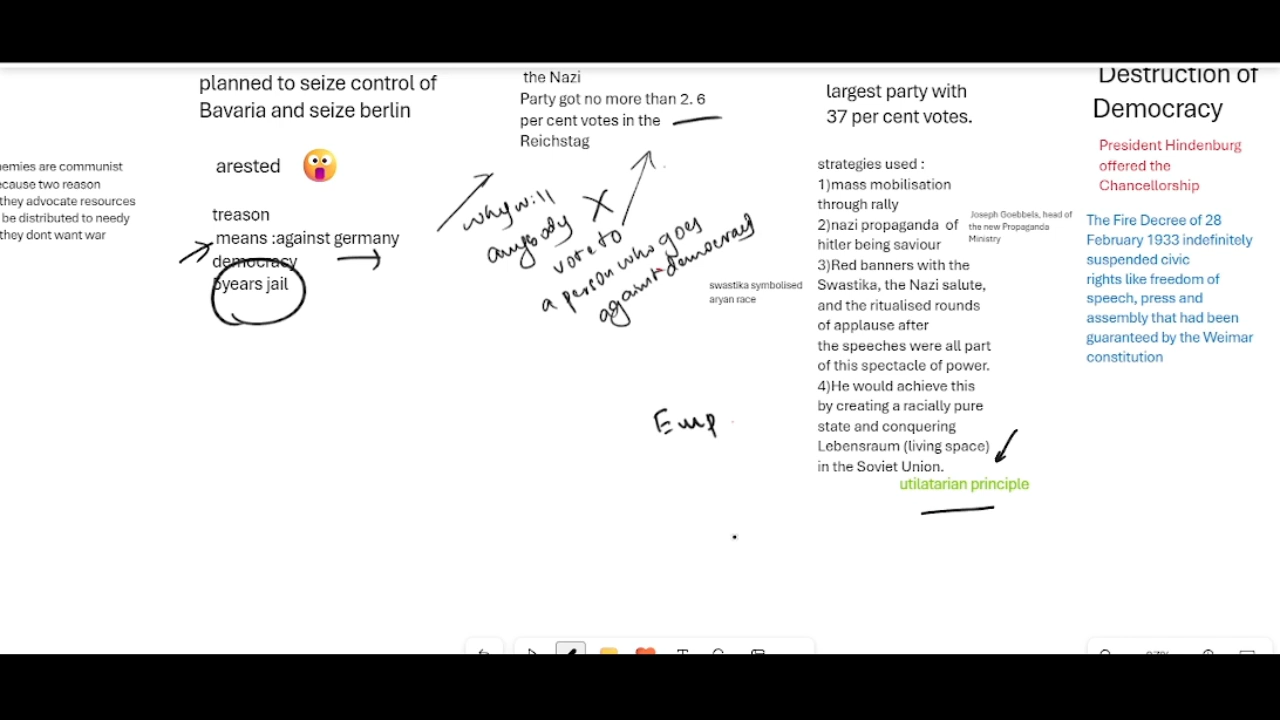 planned to seize control of
Bavaria and seize berlin
arested
treason
means :against germany
democracy
5years jail
emies are communist
cause two reason
they advocate resources
be distributed to needy
they dont want war
the Nazi
Party got no more than 2. 6
per cent votes in the
Reichstag
why will
anybody
vote to
a person who goes
against democracy
swastika symbolised
aryan race
Emp
largest party with
37 per cent votes.
strategies used :
1)mass mobilisation
through rally
2)nazi propaganda of
hitler being saviour
3)Red banners with the
Swastika, the Nazi salute,
and the ritualised rounds
of applause after
the speeches were all part
of this spectacle of power.
4)He would achieve this
by creating a racially pure
state and conquering
Lebensraum (living space)
in the Soviet Union.
utilatarian principle
Joseph Goebbels, head of
the new Propaganda
Ministry
Destruction of
Democracy
President Hindenburg
offered the
Chancellorship
The Fire Decree of 28
February 1933 indefinitely
suspended civic
rights like freedom of
speech, press and
assembly that had been
guaranteed by the Weimar
constitution